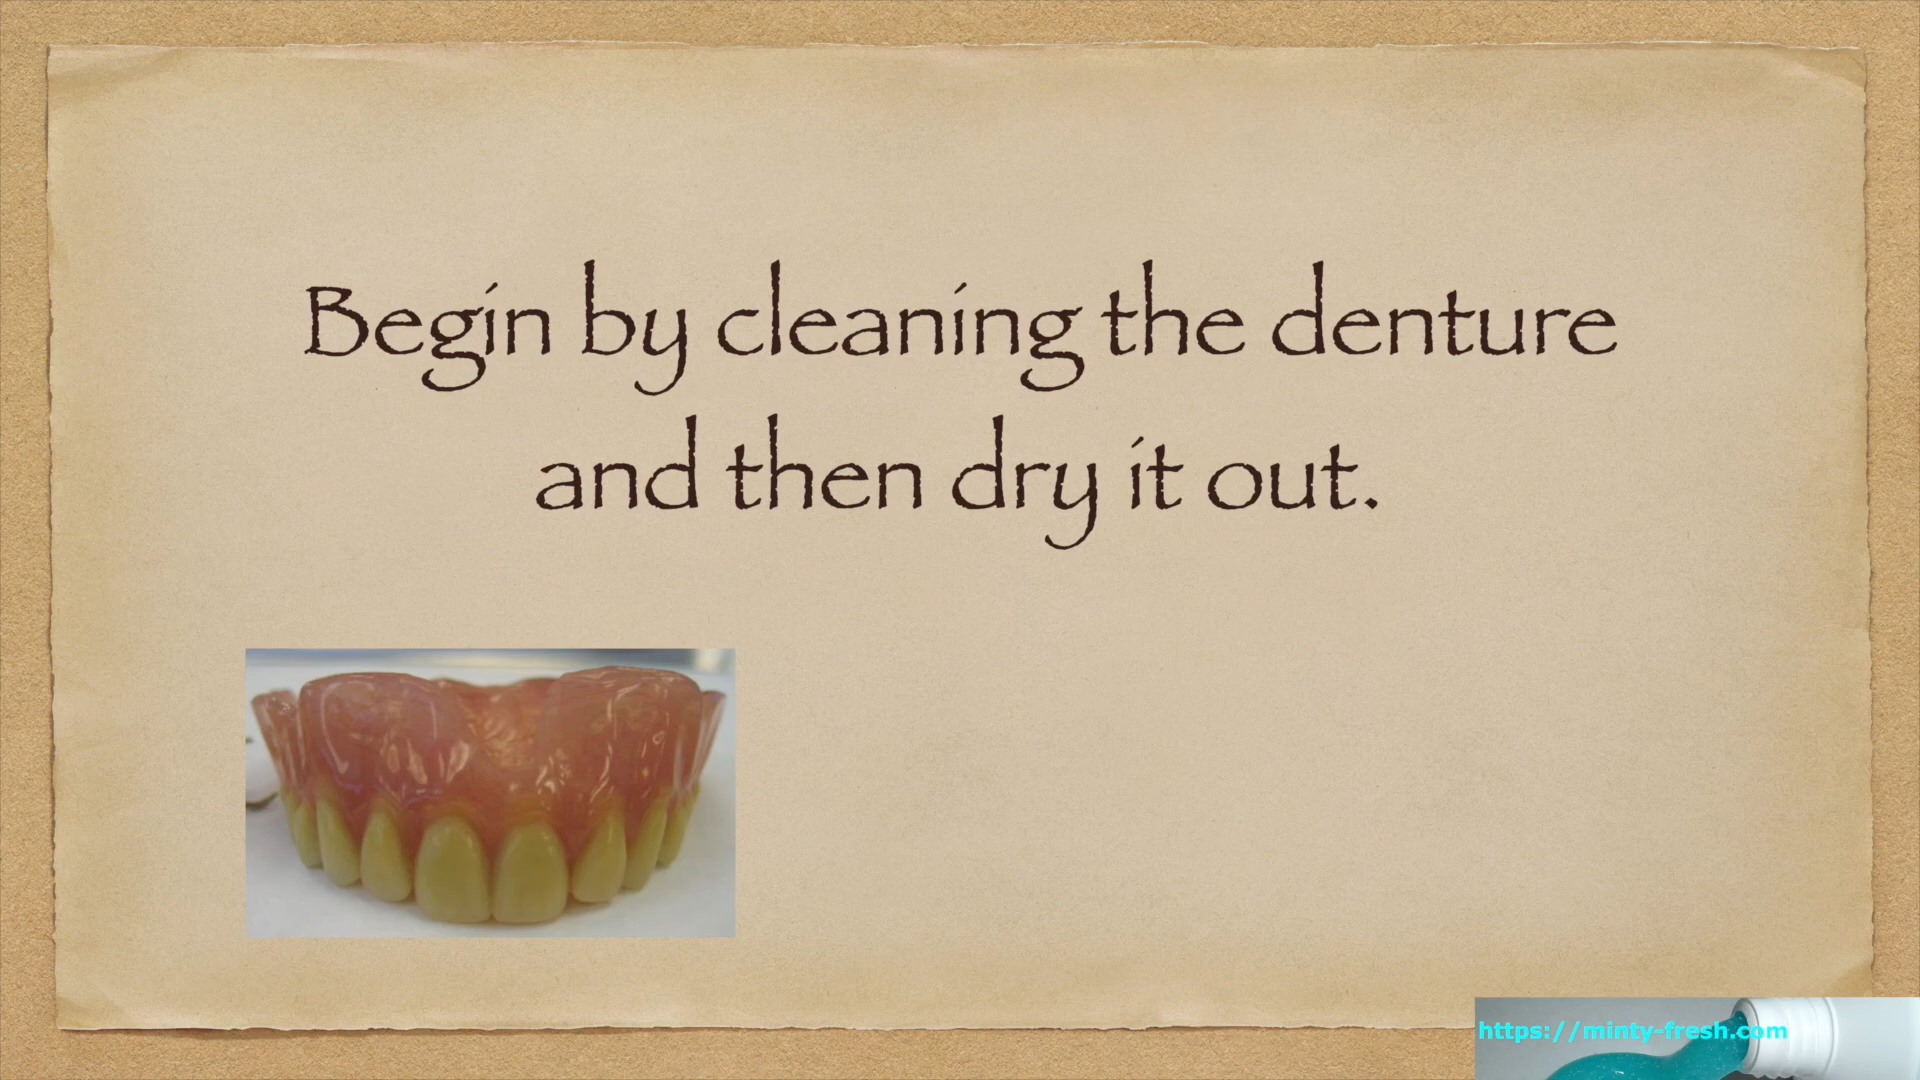 Begin by cleaning the denture
and then dry it out.
https://minty-fresh.com